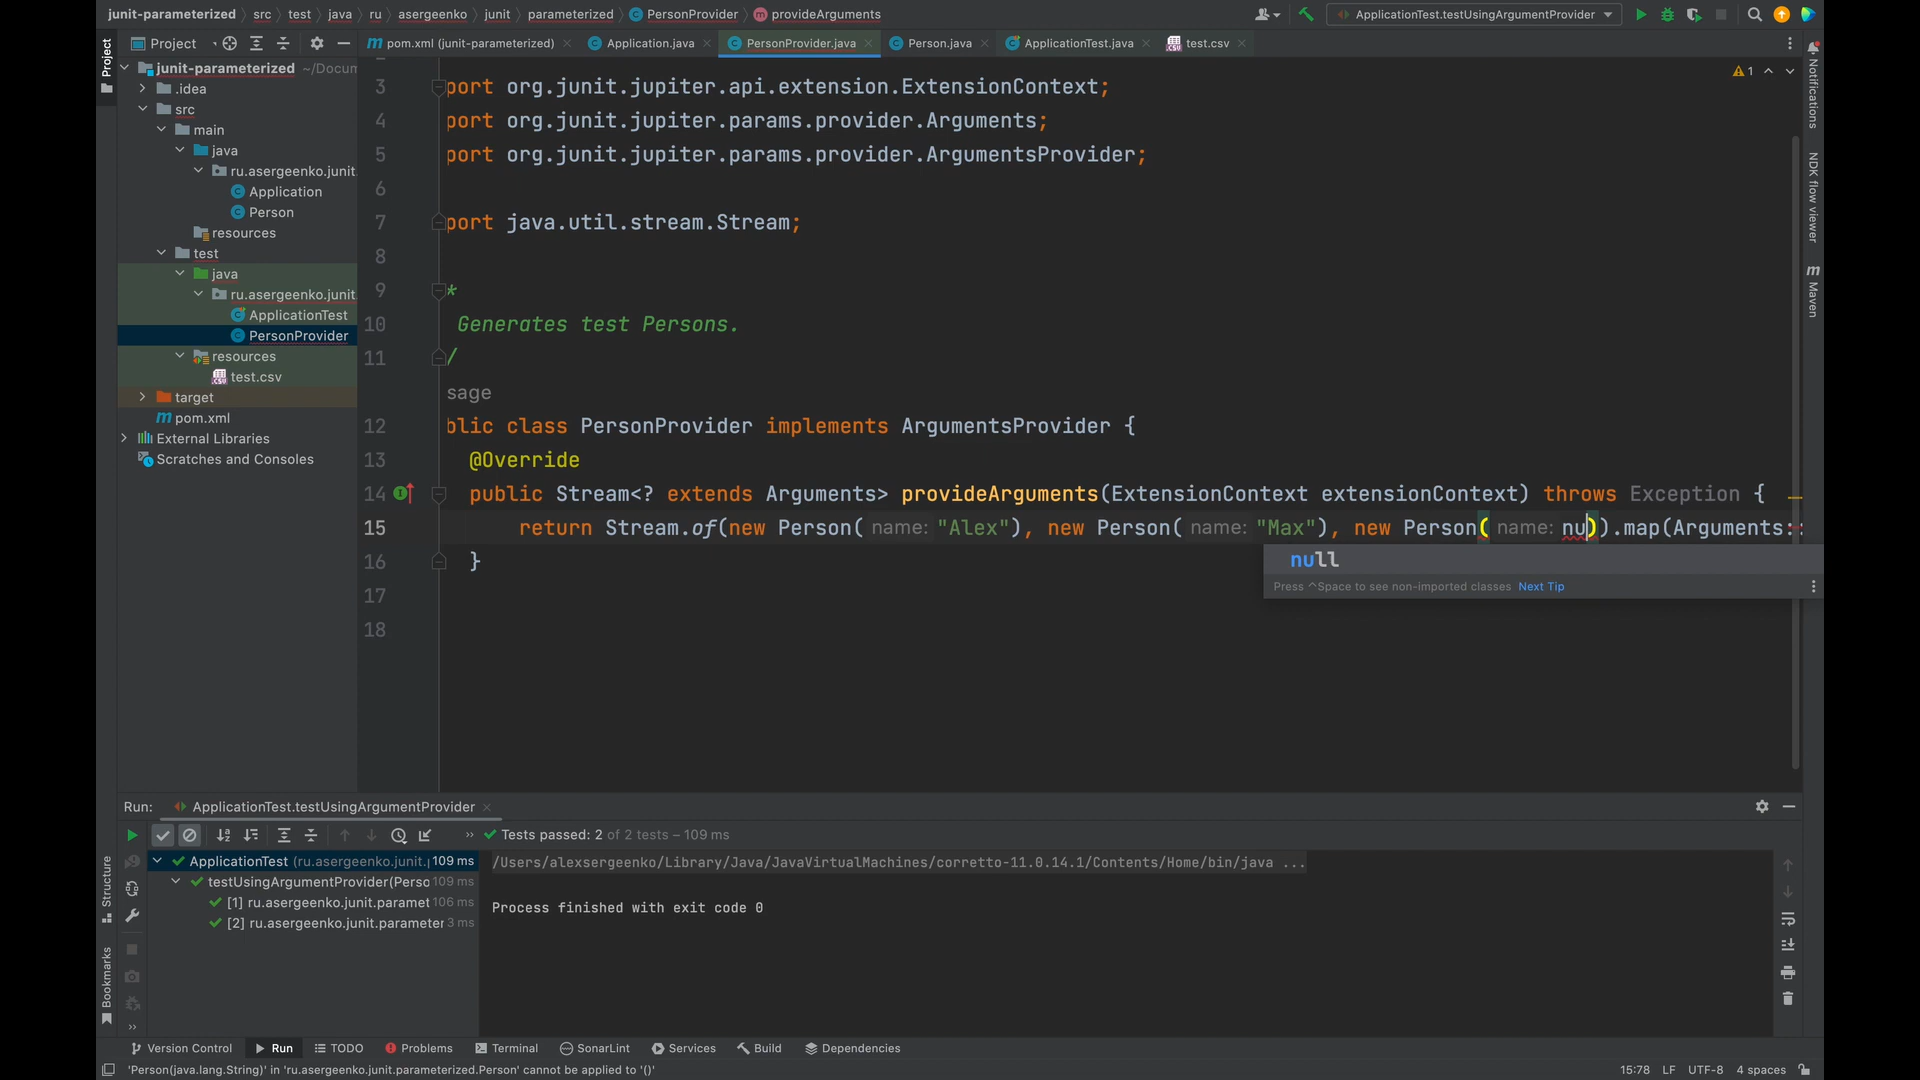 junit-parameterized src test java ru asergeenko junit parameterized PersonProvider provideArguments ApplicationTest.testUsingArgumentProvider
Project pom.xml (junit-parameterized) Application.java PersonProvider.java Person.java ApplicationTest.java test.csv
Project
junit-parameterized ~/Docum
.idea
src
main
java
ru.asergeenko.junit.
Application
Person
resources
test
java
ru.asergeenko.junit.
ApplicationTest
PersonProvider
resources
test.csv
target
pom.xml
External Libraries
Scratches and Consoles
1
3 port org.junit.jupiter.api.extension.ExtensionContext;
4 port org.junit.jupiter.params.provider.Arguments;
5 port org.junit.jupiter.params.provider.ArgumentsProvider;
6
7 port java.util.stream.Stream;
8
9 *
10 Generates test Persons.
11 /
sage
12 blic class PersonProvider implements ArgumentsProvider {
13 @Override
14 public Stream<? extends Arguments> provideArguments(ExtensionContext extensionContext) throws Exception {
15 return Stream.of(new Person( name: "Alex"), new Person( name: "Max"), new Person( name: nu)).map(Arguments::
16 }
17
18
null
Press ^Space to see non-imported classes Next Tip
Notifications
NDK flow viewer
m Maven
Run: ApplicationTest.testUsingArgumentProvider
Tests passed: 2 of 2 tests – 109 ms
ApplicationTest (ru.asergeenko.junit.p 109 ms
testUsingArgumentProvider(Perso 109 ms
[1] ru.asergeenko.junit.paramet 106 ms
[2] ru.asergeenko.junit.parameter 3 ms
/Users/alexsergeenko/Library/Java/JavaVirtualMachines/corretto-11.0.14.1/Contents/Home/bin/java ...
Process finished with exit code 0
Structure
Bookmarks
Version Control Run TODO Problems Terminal SonarLint Services Build Dependencies
'Person(java.lang.String)' in 'ru.asergeenko.junit.parameterized.Person' cannot be applied to '()' 15:78 LF UTF-8 4 spaces